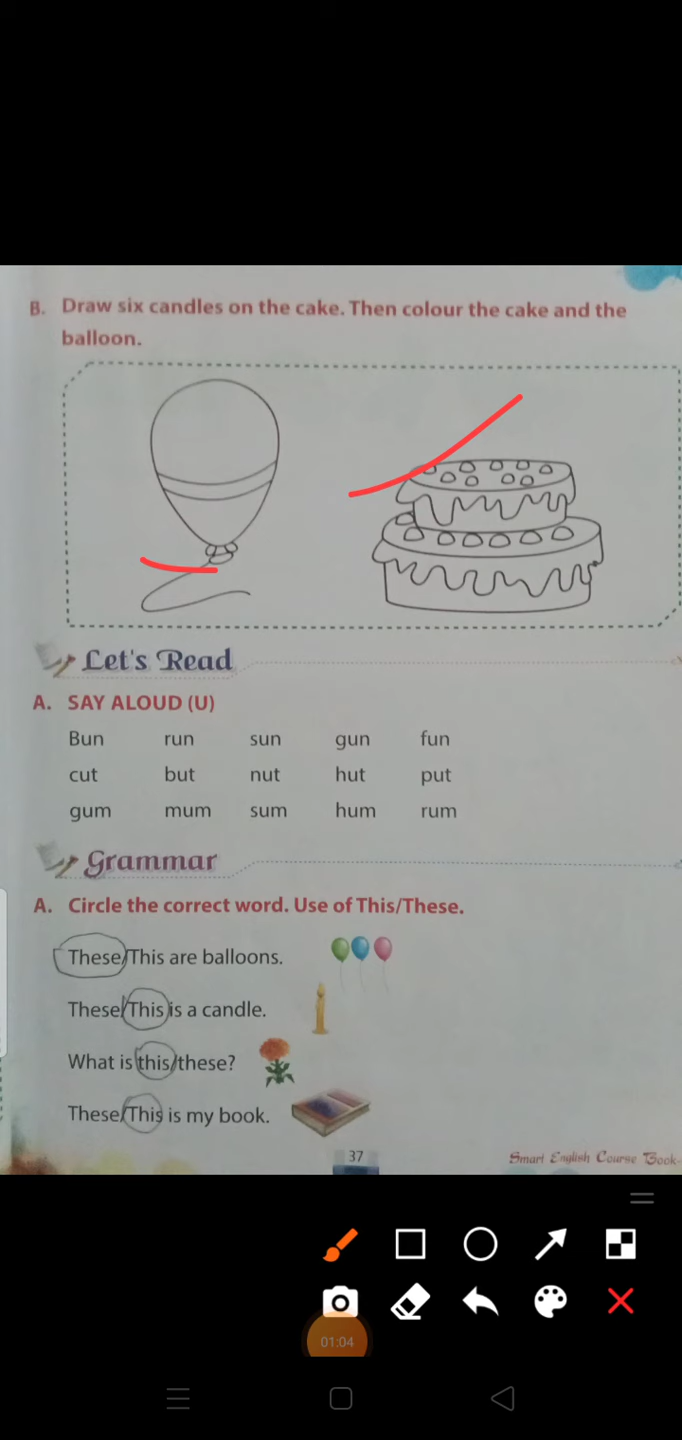 B. Draw six candles on the cake. Then colour the cake and the
balloon.
Let's Read
A. SAY ALOUD (U)
Bun run sun gun fun
cut but nut hut put
gum mum sum hum rum
Grammar
A. Circle the correct word. Use of This/These.
These/This are balloons.
These/This is a candle.
What is this/these?
These/This is my book.
37 Smart English Course Book-
01:04